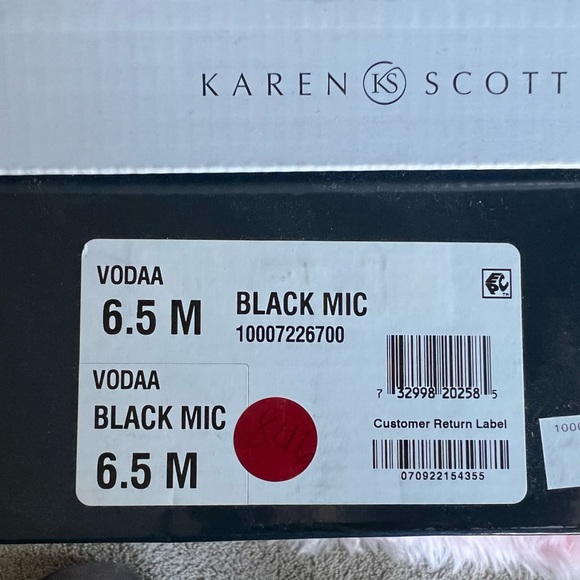 KAREN KS SCOTT
VODAA
6.5 M
BLACK MIC
10007226700
VODAA
BLACK MIC
6.5 M
7 32998 20258 5
Customer Return Label
070922154355
1000